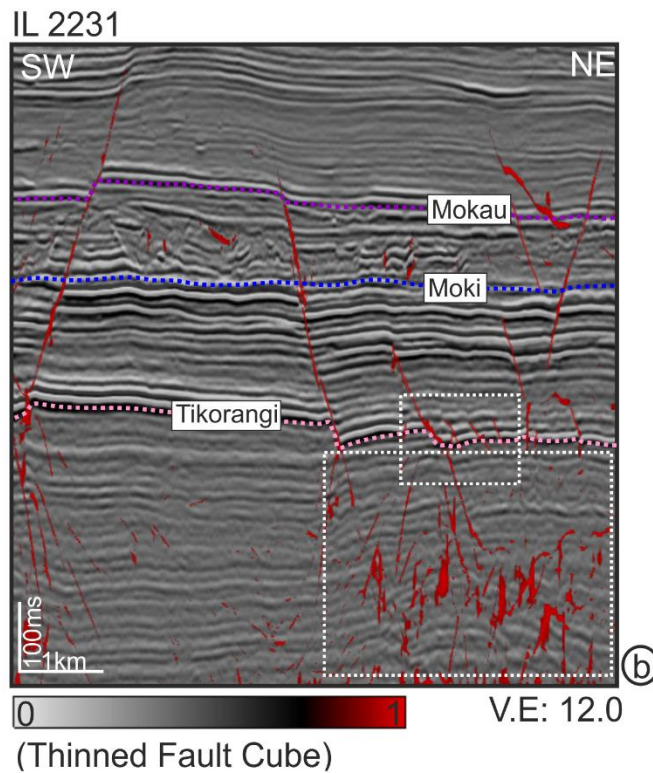 IL 2231
SW NE
Mokau
Moki
Tikorangi
100ms
1km
b
0 1 V.E: 12.0
(Thinned Fault Cube)